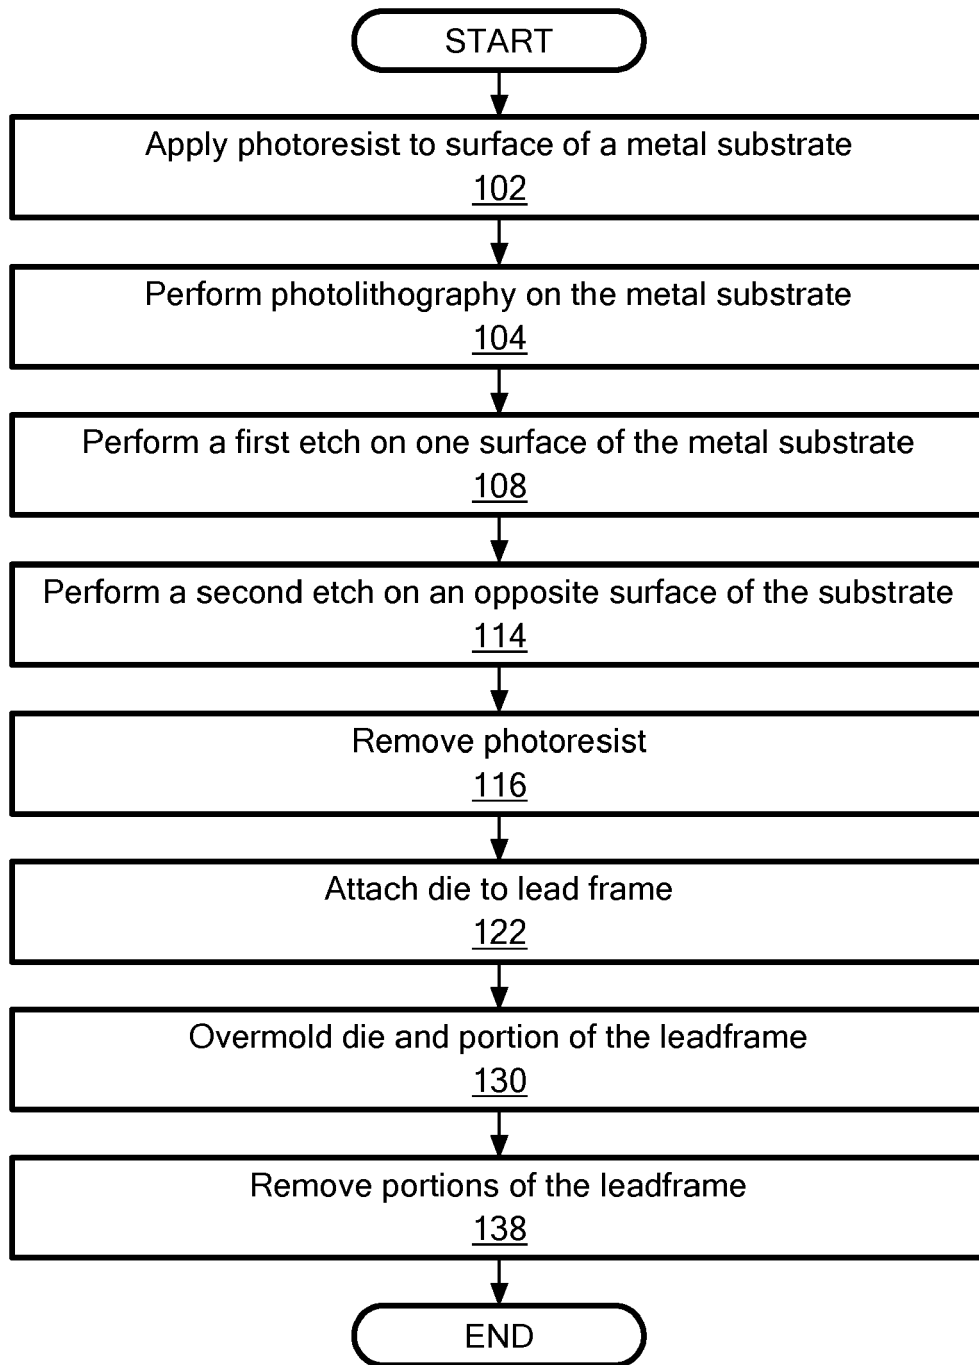 START
Apply photoresist to surface of a metal substrate
102
Perform photolithography on the metal substrate
104
Perform a first etch on one surface of the metal substrate
108
Perform a second etch on an opposite surface of the substrate
114
Remove photoresist
116
Attach die to lead frame
122
Overmold die and portion of the leadframe
130
Remove portions of the leadframe
138
END